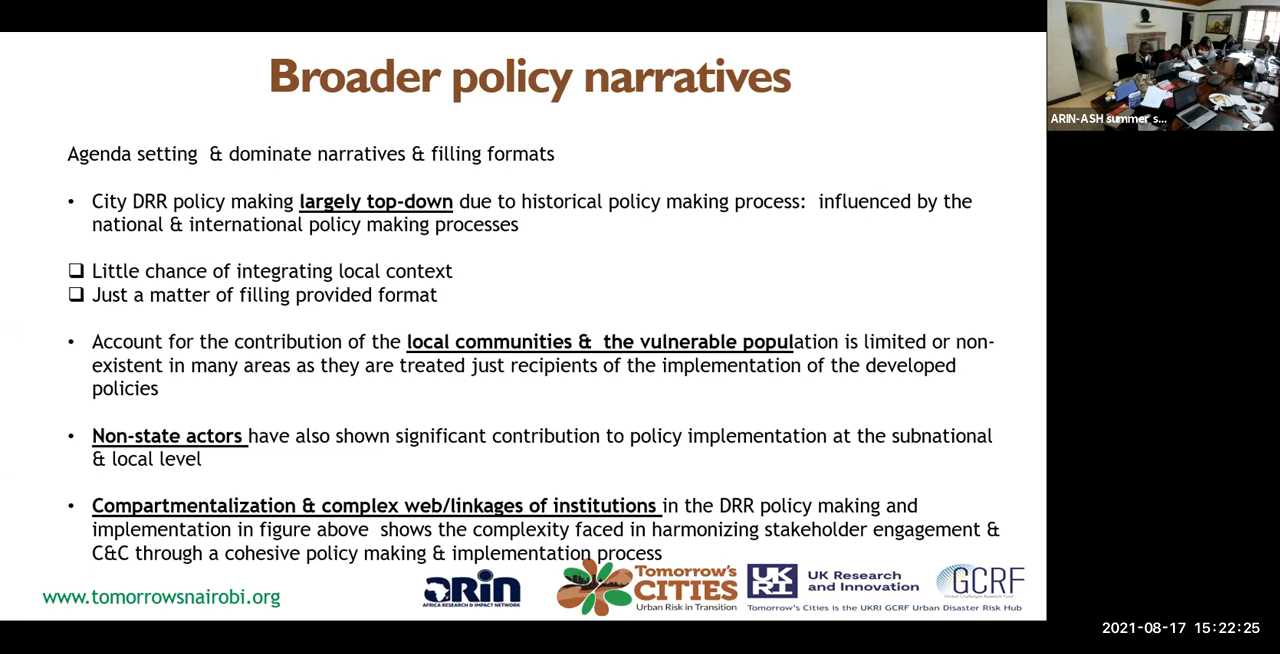 Broader policy narratives
ARIN-ASH summer s...
Agenda setting & dominate narratives & filling formats
• City DRR policy making largely top-down due to historical policy making process: influenced by the
national & international policy making processes
❑ Little chance of integrating local context
❑ Just a matter of filling provided format
• Account for the contribution of the local communities & the vulnerable population is limited or non-
existent in many areas as they are treated just recipients of the implementation of the developed
policies
• Non-state actors have also shown significant contribution to policy implementation at the subnational
& local level
• Compartmentalization & complex web/linkages of institutions in the DRR policy making and
implementation in figure above shows the complexity faced in harmonizing stakeholder engagement &
C&C through a cohesive policy making & implementation process
www.tomorrowsnairobi.org
arin
AFRICA RESEARCH & IMPACT NETWORK
Tomorrow's
CITIES
Urban Risk in Transition
UKRI
UK Research
and Innovation
GCRF
Global Challenges Research Fund
Tomorrow's Cities is the UKRI GCRF Urban Disaster Risk Hub
2021-08-17 15:22:25